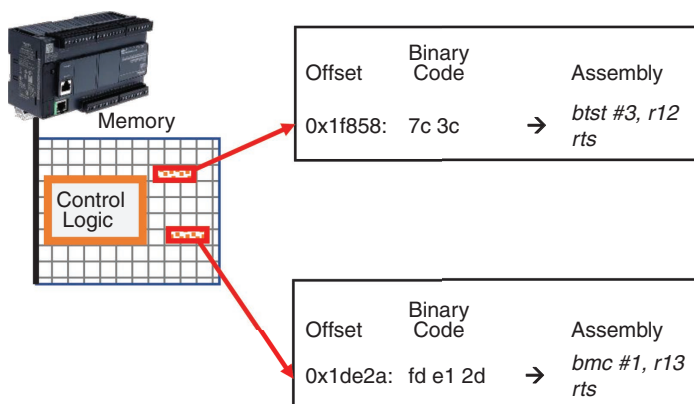 Memory
Control
Logic
Offset Binary Code Assembly
0x1f858: 7c 3c → btst #3, r12
rts
Offset Binary Code Assembly
0x1de2a: fd e1 2d → bmc #1, r13
rts